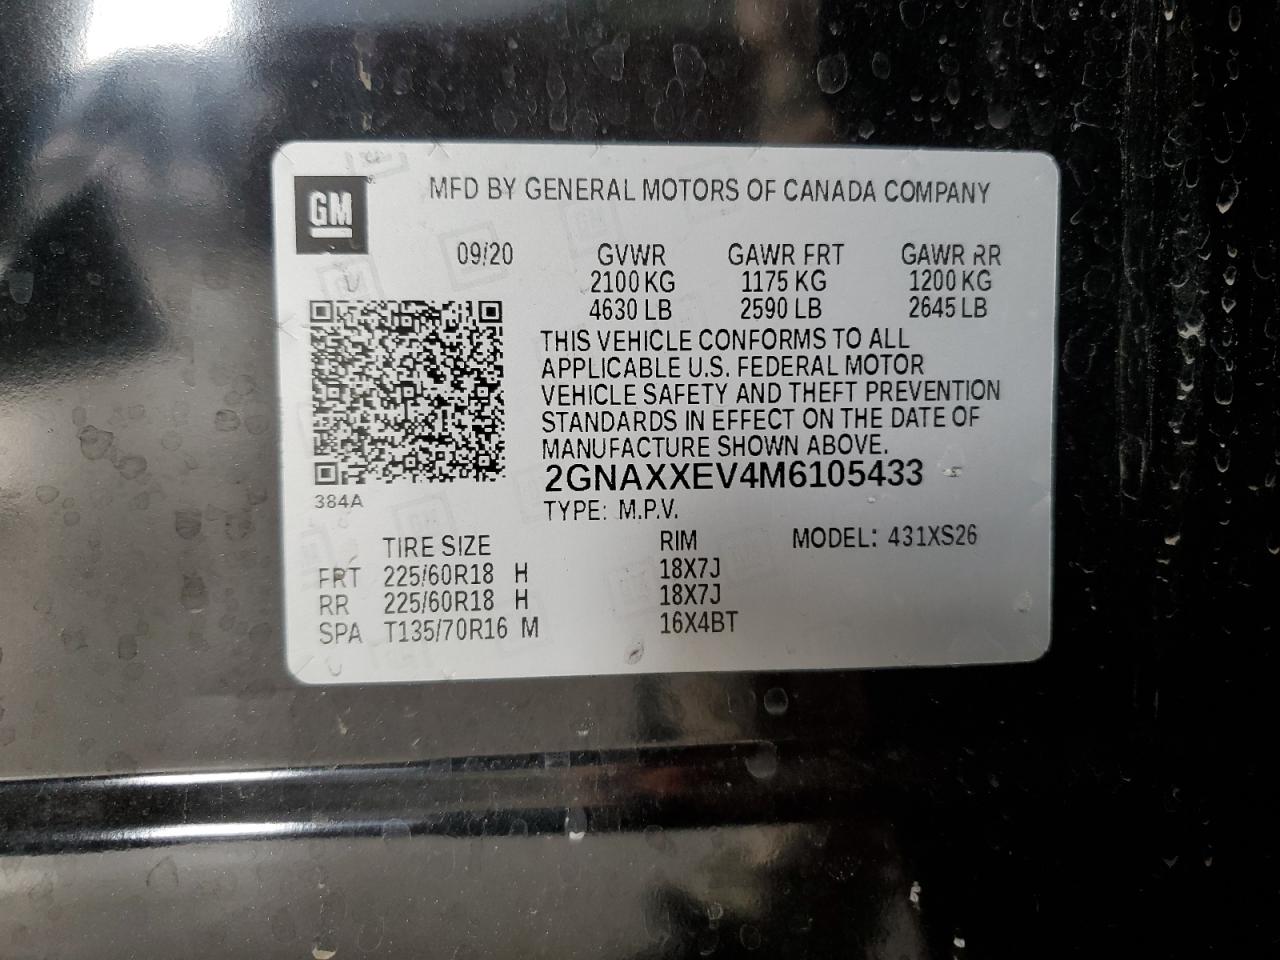 GM
MFD BY GENERAL MOTORS OF CANADA COMPANY
09/20 GVWR GAWR FRT GAWR RR
2100 KG 1175 KG 1200 KG
4630 LB 2590 LB 2645 LB
THIS VEHICLE CONFORMS TO ALL
APPLICABLE U.S. FEDERAL MOTOR
VEHICLE SAFETY AND THEFT PREVENTION
STANDARDS IN EFFECT ON THE DATE OF
MANUFACTURE SHOWN ABOVE.
2GNAXXEV4M6105433
384A
TYPE: M.P.V.
TIRE SIZE RIM MODEL: 431XS26
FRT 225/60R18 H 18X7J
RR 225/60R18 H 18X7J
SPA T135/70R16 M 16X4BT